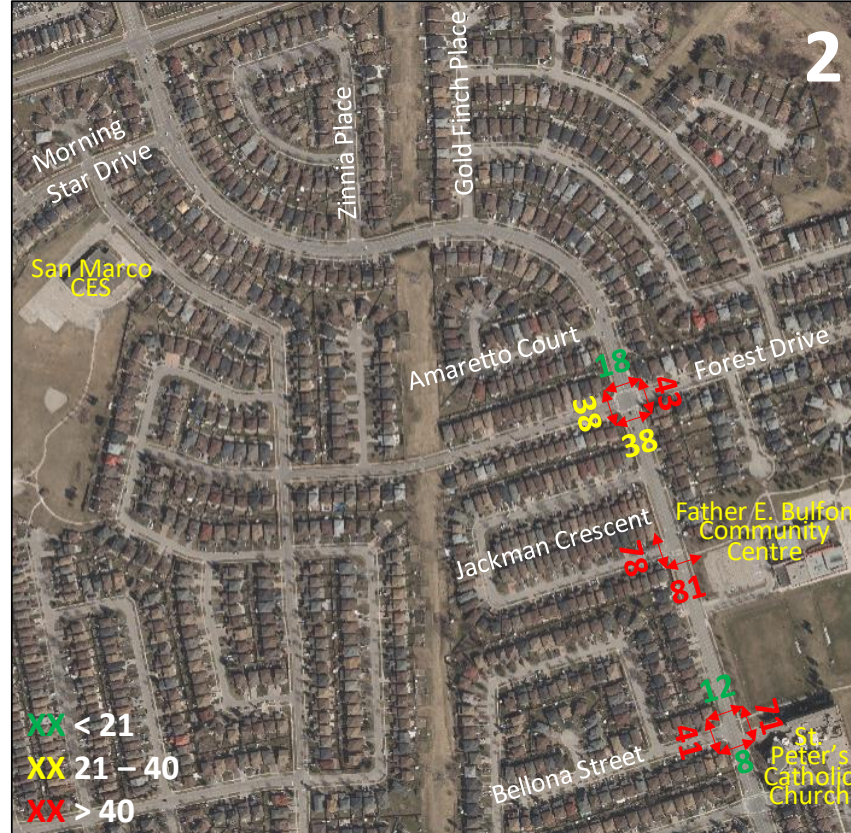 2
Morning
Star Drive
Zinnia Place
Gold Finch Place
San Marco
CES
Amaretto Court
Forest Drive
18
43
38
38
Jackman Crescent
Father E. Bulfon
Community
Centre
78
81
12
71
41
8
Bellona Street
St.
Peter's
Catholic
Church
XX < 21
XX 21 – 40
XX > 40